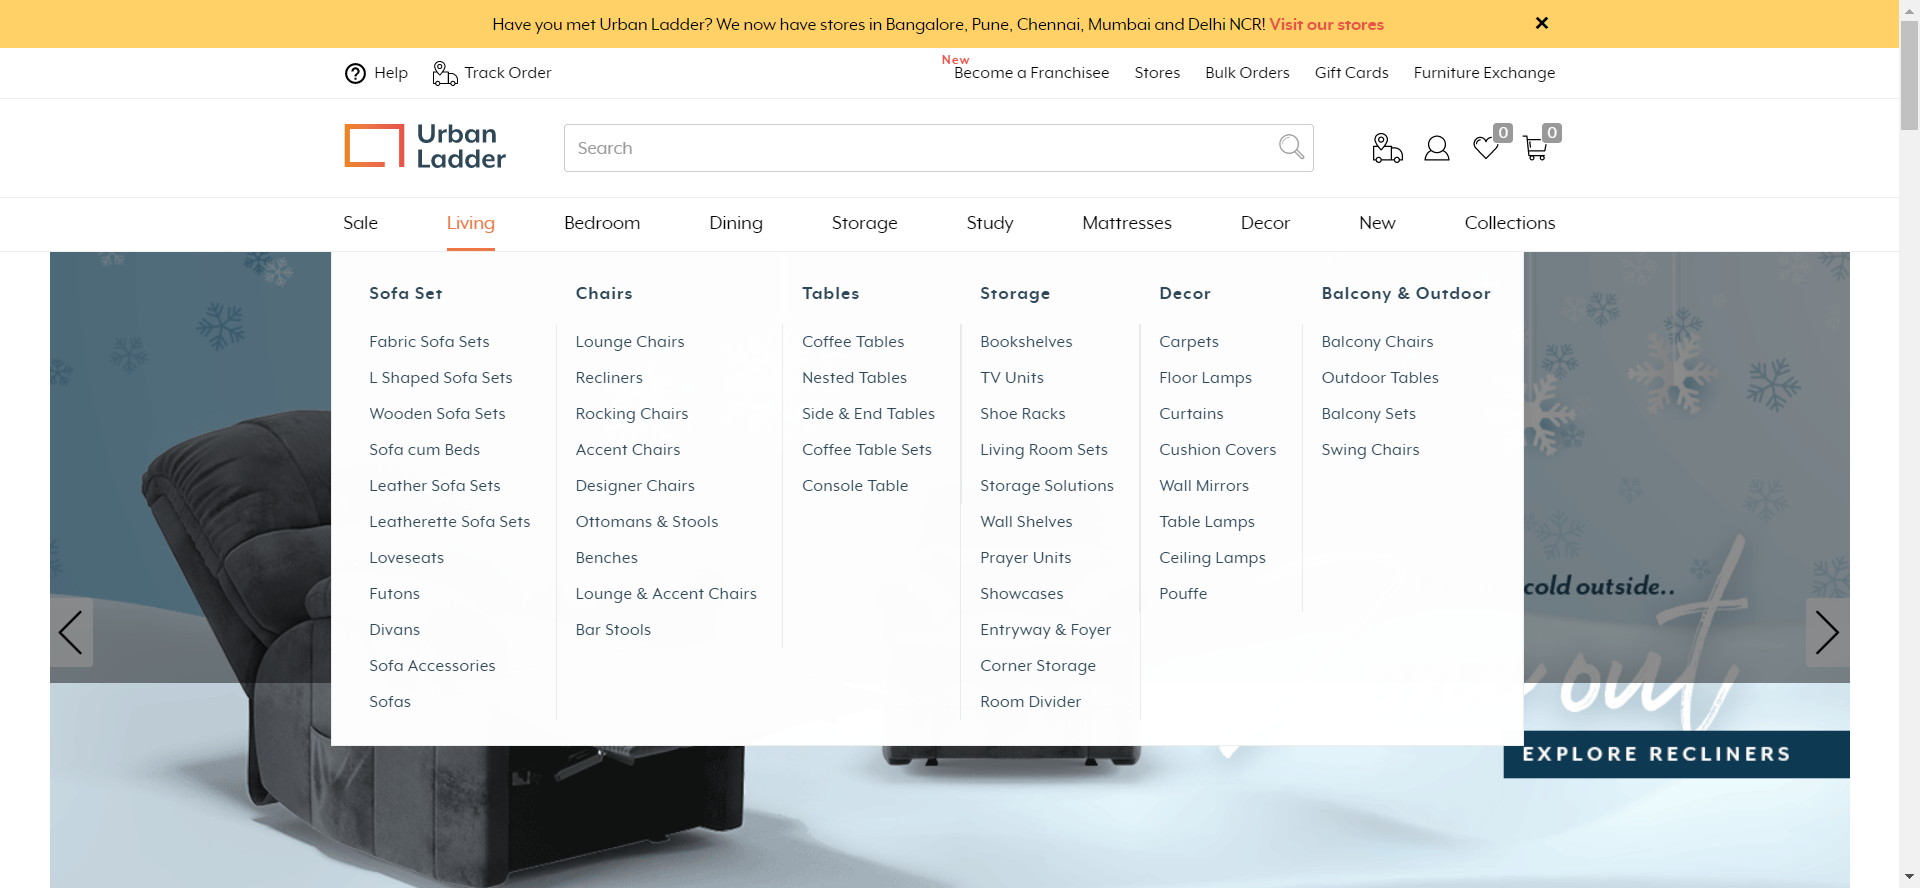 Have you met Urban Ladder? We now have stores in Bangalore, Pune, Chennai, Mumbai and Delhi NCR! Visit our stores
Help
Track Order
New
Become a Franchisee
Stores
Bulk Orders
Gift Cards
Furniture Exchange
Urban
Ladder
Search
0
0
Sale
Living
Bedroom
Dining
Storage
Study
Mattresses
Decor
New
Collections
Sofa Set
Fabric Sofa Sets
L Shaped Sofa Sets
Wooden Sofa Sets
Sofa cum Beds
Leather Sofa Sets
Leatherette Sofa Sets
Loveseats
Futons
Divans
Sofa Accessories
Sofas
Chairs
Lounge Chairs
Recliners
Rocking Chairs
Accent Chairs
Designer Chairs
Ottomans & Stools
Benches
Lounge & Accent Chairs
Bar Stools
Tables
Coffee Tables
Nested Tables
Side & End Tables
Coffee Table Sets
Console Table
Storage
Bookshelves
TV Units
Shoe Racks
Living Room Sets
Storage Solutions
Wall Shelves
Prayer Units
Showcases
Entryway & Foyer
Corner Storage
Room Divider
Decor
Carpets
Floor Lamps
Curtains
Cushion Covers
Wall Mirrors
Table Lamps
Ceiling Lamps
Pouffe
Balcony & Outdoor
Balcony Chairs
Outdoor Tables
Balcony Sets
Swing Chairs
cold outside..
out
EXPLORE RECLINERS